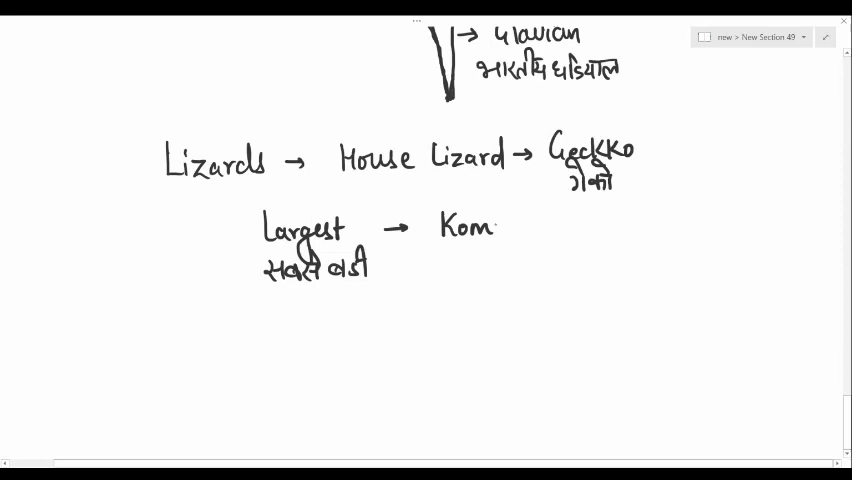 new > New Section 49
भारतीय घडियाल
Lizards → House Lizard → Geckko
गेको
Largest → Kom
सबसे बडी